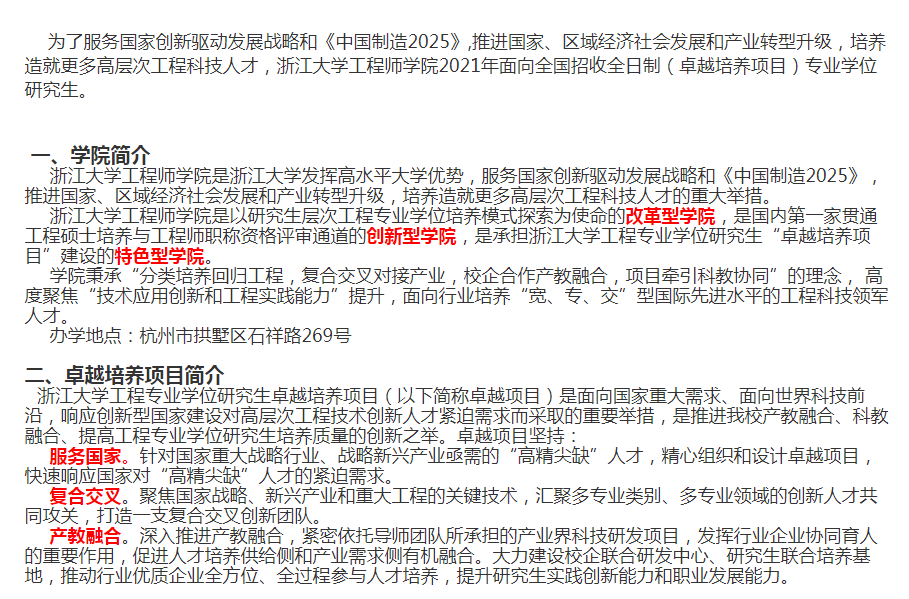 为了服务国家创新驱动发展战略和《中国制造2025》,推进国家、区域经济社会发展和产业转型升级，培养
造就更多高层次工程科技人才，浙江大学工程师学院2021年面向全国招收全日制（卓越培养项目）专业学位
研究生。
一、学院简介
浙江大学工程师学院是浙江大学发挥高水平大学优势，服务国家创新驱动发展战略和《中国制造2025》，
推进国家、区域经济社会发展和产业转型升级，培养造就更多高层次工程科技人才的重大举措。
浙江大学工程师学院是以研究生层次工程专业学位培养模式探索为使命的改革型学院，是国内第一家贯通
工程硕士培养与工程师职称资格评审通道的创新型学院，是承担浙江大学工程专业学位研究生“卓越培养项
目”建设的特色型学院。
学院秉承“分类培养回归工程，复合交叉对接产业，校企合作产教融合，项目牵引科教协同”的理念， 高
度聚焦“技术应用创新和工程实践能力”提升，面向行业培养“宽、专、交”型国际先进水平的工程科技领军
人才。
办学地点：杭州市拱墅区石祥路269号
二、卓越培养项目简介
浙江大学工程专业学位研究生卓越培养项目（以下简称卓越项目）是面向国家重大需求、面向世界科技前
沿，响应创新型国家建设对高层次工程技术创新人才紧迫需求而采取的重要举措，是推进我校产教融合、科教
融合、提高工程专业学位研究生培养质量的创新之举。卓越项目坚持：
服务国家。针对国家重大战略行业、战略新兴产业亟需的“高精尖缺”人才，精心组织和设计卓越项目，
快速响应国家对“高精尖缺”人才的紧迫需求。
复合交叉。聚焦国家战略、新兴产业和重大工程的关键技术，汇聚多专业类别、多专业领域的创新人才共
同攻关，打造一支复合交叉创新团队。
产教融合。深入推进产教融合，紧密依托导师团队所承担的产业界科技研发项目，发挥行业企业协同育人
的重要作用，促进人才培养供给侧和产业需求侧有机融合。大力建设校企联合研发中心、研究生联合培养基
地，推动行业优质企业全方位、全过程参与人才培养，提升研究生实践创新能力和职业发展能力。